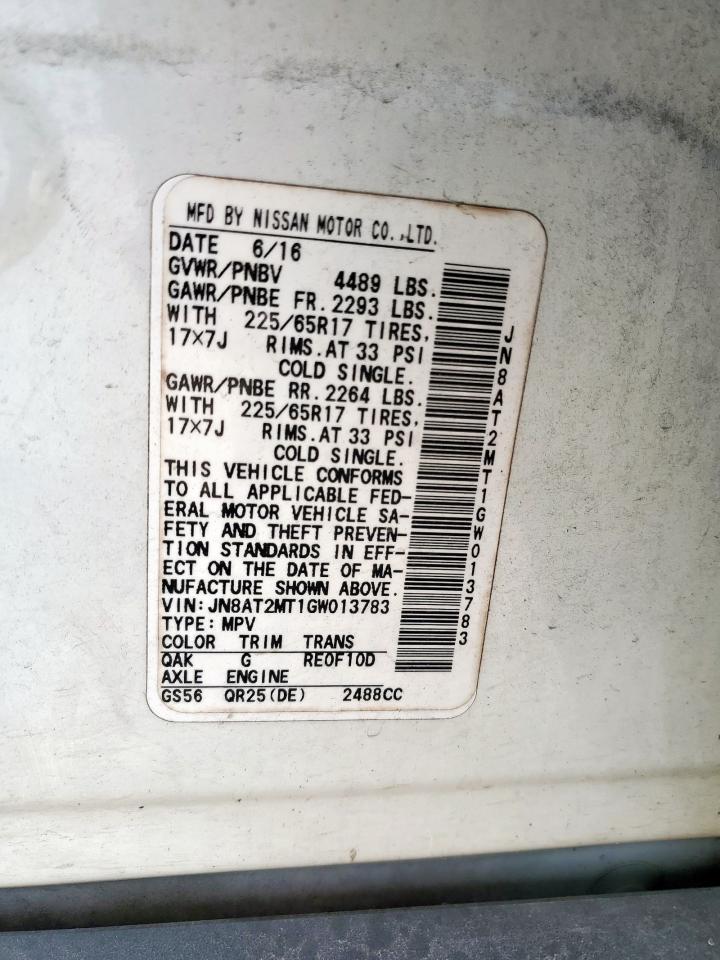 MFD BY NISSAN MOTOR CO.,LTD.
DATE 6/16
GVWR/PNBV 4489 LBS.
GAWR/PNBE FR. 2293 LBS.
WITH 225/65R17 TIRES,
17×7J RIMS.AT 33 PSI
COLD SINGLE.
GAWR/PNBE RR. 2264 LBS.
WITH 225/65R17 TIRES,
17×7J RIMS.AT 33 PSI
COLD SINGLE.
THIS VEHICLE CONFORMS
TO ALL APPLICABLE FED-
ERAL MOTOR VEHICLE SA-
FETY AND THEFT PREVEN-
TION STANDARDS IN EFF-
ECT ON THE DATE OF MA-
NUFACTURE SHOWN ABOVE.
VIN:JN8AT2MT1GW013783
TYPE:MPV
COLOR TRIM TRANS
QAK G RE0F10D
AXLE ENGINE
GS56 QR25(DE) 2488CC
JN8AT2MT1GW013783